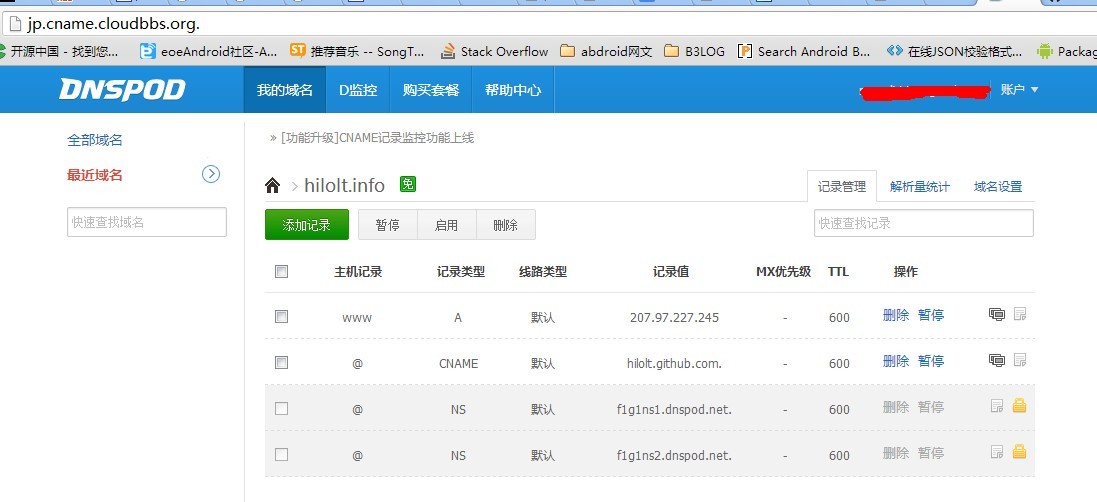 jp.cname.cloudbbs.org.
开源中国 - 找到您... eoeAndroid社区-A... 推荐音乐 -- SongT... Stack Overflow abdroid网文 B3LOG Search Android B... 在线JSON校验格式... Packag
DNSPOD 我的域名 D监控 购买套餐 帮助中心 账户
全部域名
最近域名
快速查找域名
» [功能升级]CNAME记录监控功能上线
hilolt.info 免 记录管理 解析量统计 域名设置
添加记录 暂停 启用 删除 快速查找记录
主机记录 记录类型 线路类型 记录值 MX优先级 TTL 操作
www A 默认 207.97.227.245 - 600 删除 暂停
@ CNAME 默认 hilolt.github.com. - 600 删除 暂停
@ NS 默认 f1g1ns1.dnspod.net. - 600 删除 暂停
@ NS 默认 f1g1ns2.dnspod.net. - 600 删除 暂停